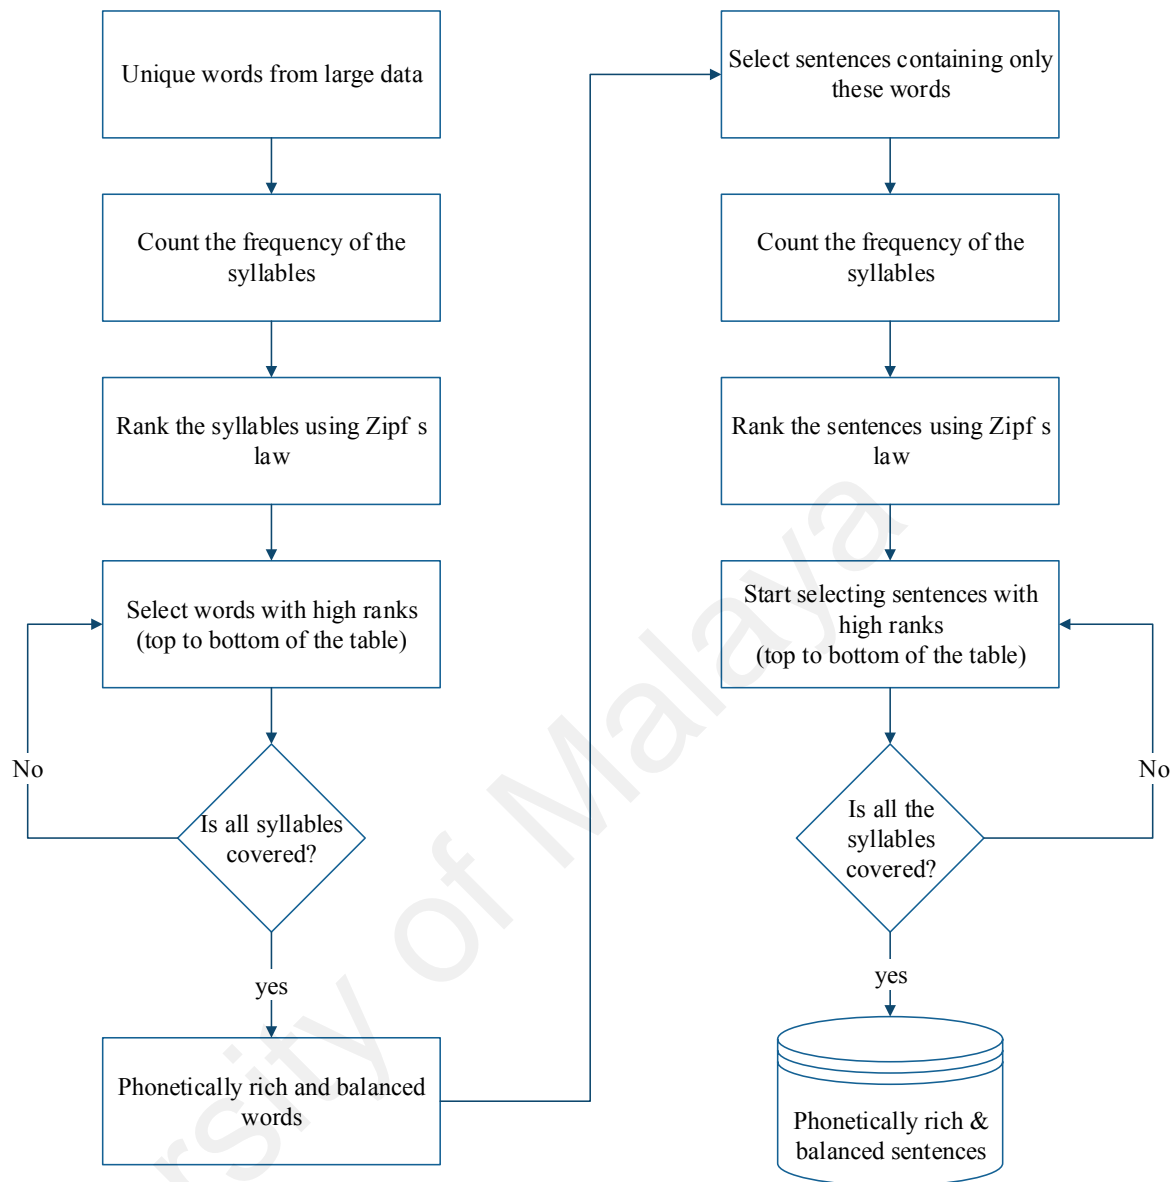 Unique words from large data
Count the frequency of the
syllables
Rank the syllables using Zipf s
law
Select words with high ranks
(top to bottom of the table)
No
Is all syllables
covered?
yes
Phonetically rich and balanced
words
Select sentences containing only
these words
Count the frequency of the
syllables
Rank the sentences using Zipf s
law
Start selecting sentences with
high ranks
(top to bottom of the table)
No
Is all the
syllables
covered?
yes
Phonetically rich &
balanced sentences
ersity of Malaya